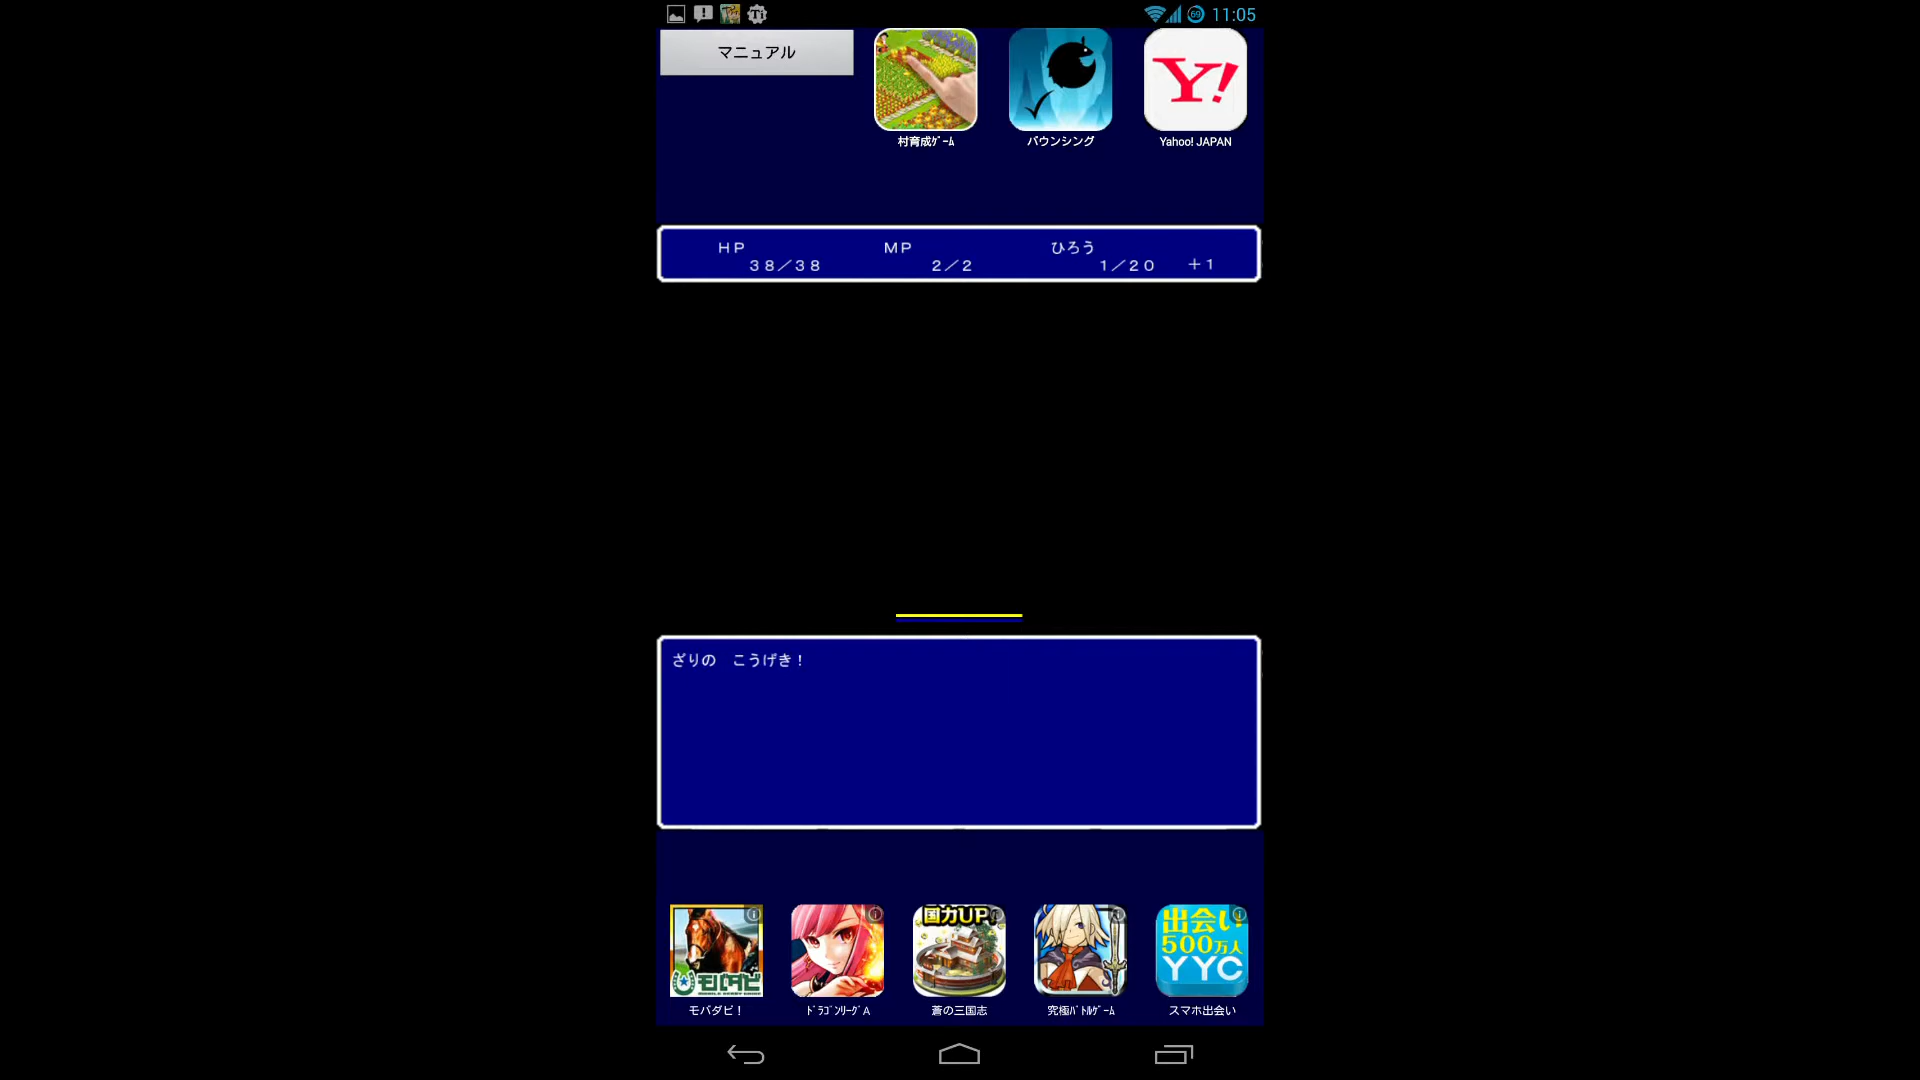 69 11:05
マニュアル
村育成ｹﾞｰﾑ
バウンシング
Y!
Yahoo! JAPAN
ＨＰ
３８／３８
ＭＰ
２／２
ひろう
１／２０ ＋１
ざりの　こうげき！
モバダビ
モバダビ！
ﾄﾞﾗｺﾞﾝﾘｰｸﾞA
国力UP
蒼の三国志
究極ﾊﾞﾄﾙｹﾞｰﾑ
出会い
500万人
YYC
スマホ出会い